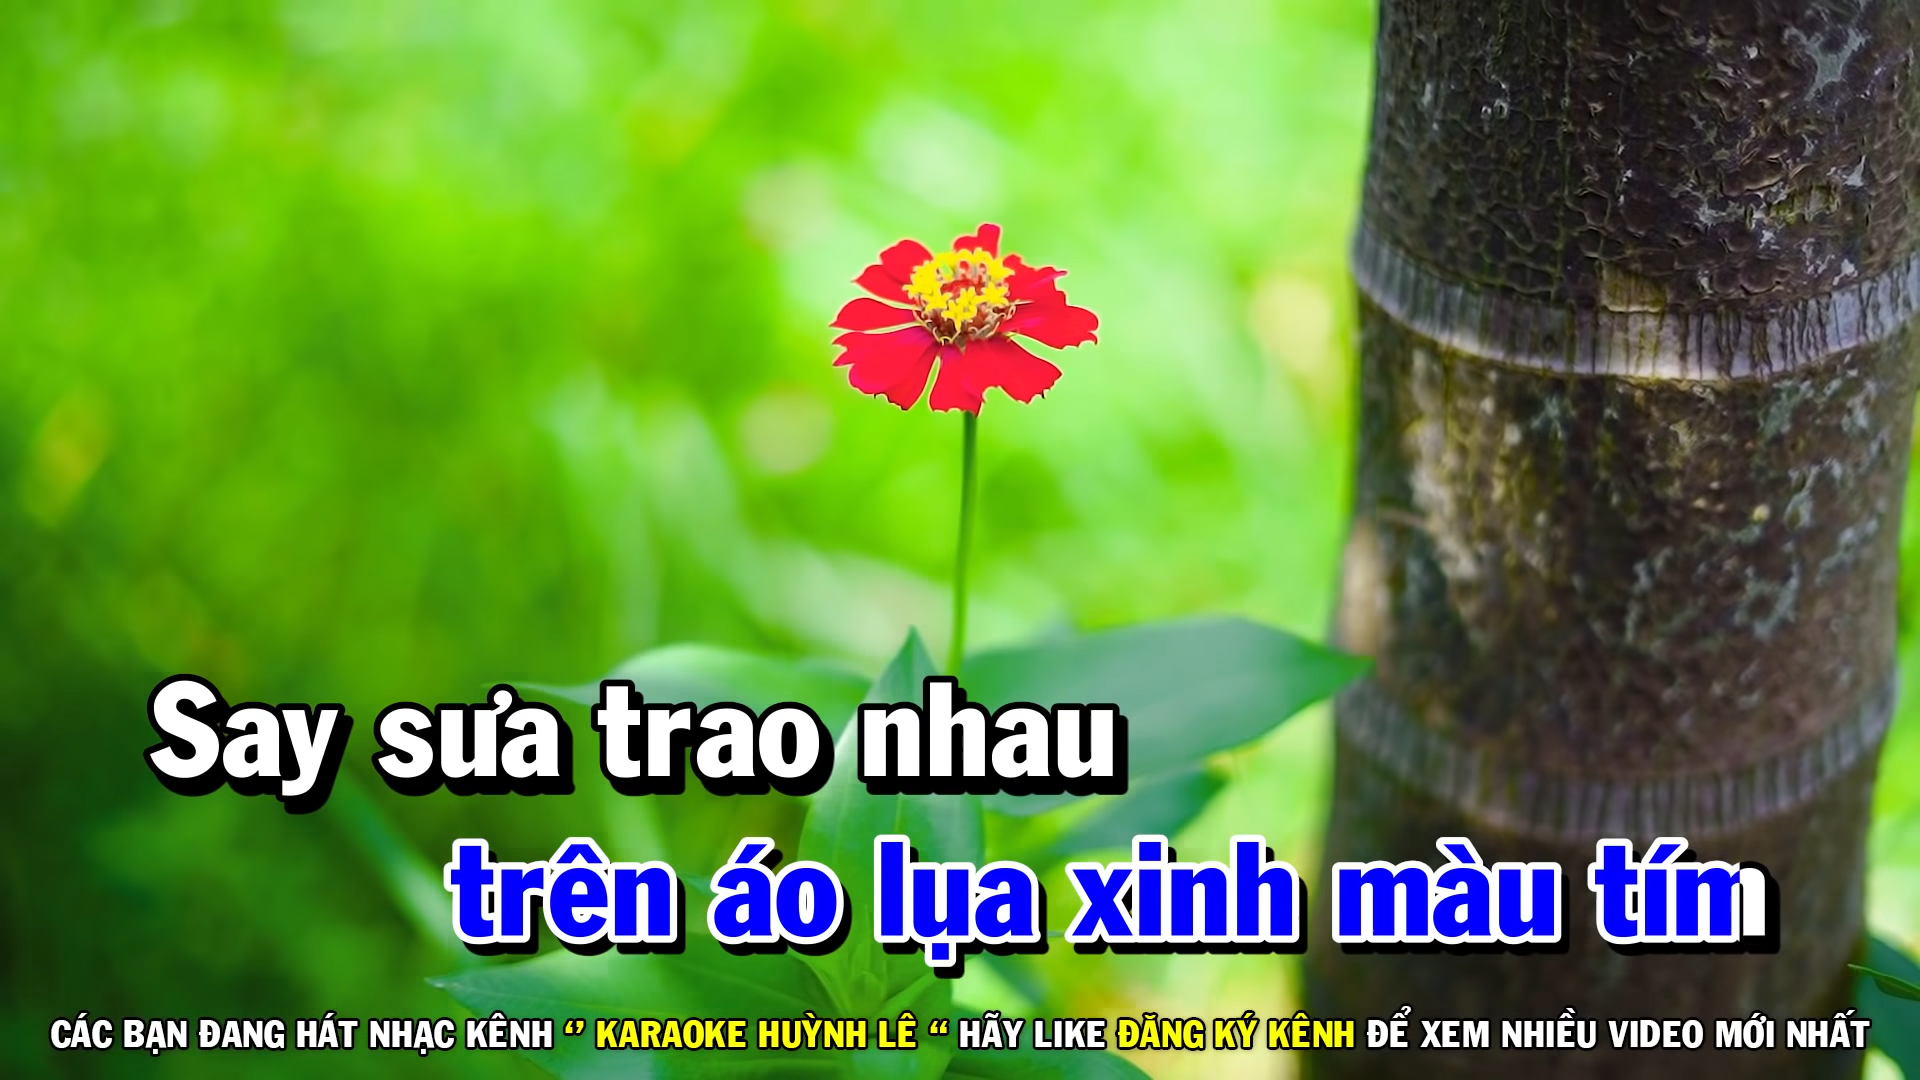 Say sưa trao nhau
trên áo lụa xinh màu tím
CÁC BẠN ĐANG HÁT NHẠC KÊNH ‘’ KARAOKE HUỲNH LÊ “ HÃY LIKE ĐĂNG KÝ KÊNH ĐỂ XEM NHIỀU VIDEO MỚI NHẤT